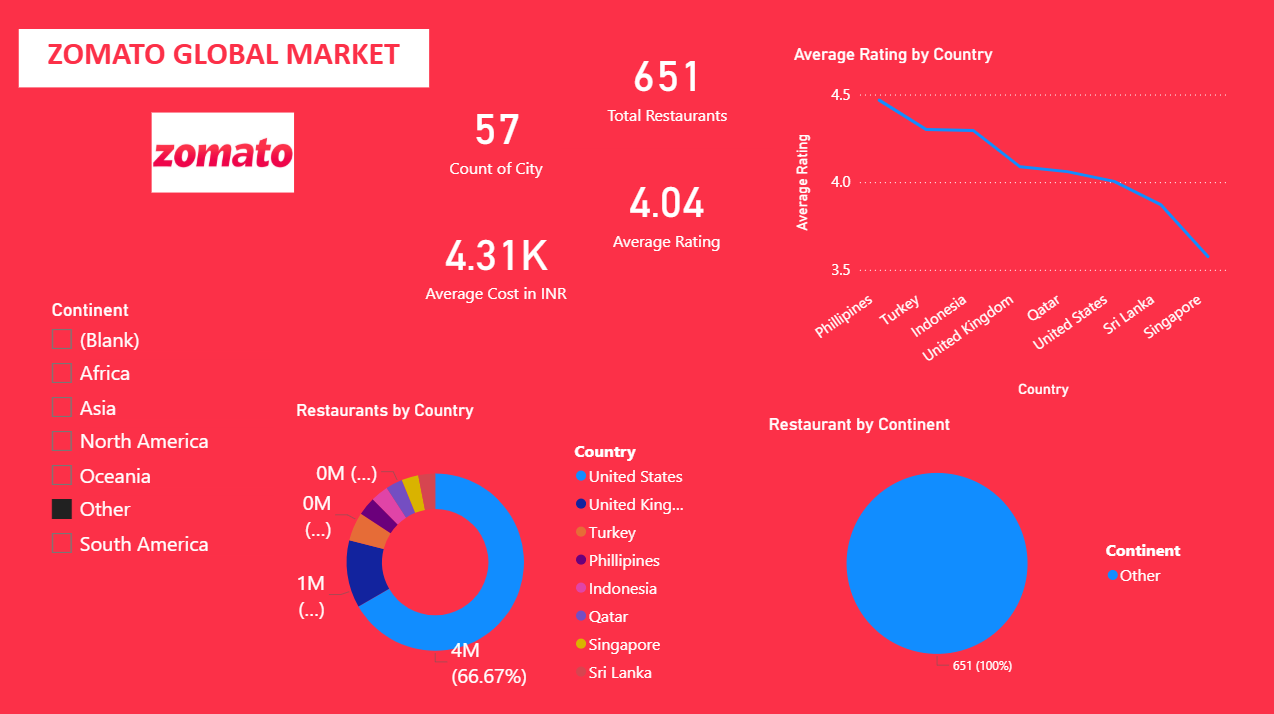 ZOMATO GLOBAL MARKET
zomato
57
Count of City
651
Total Restaurants
4.04
Average Rating
4.31K
Average Cost in INR
Average Rating by Country
Average Rating
4.5
4.0
3.5
Phillipines
Turkey
Indonesia
United Kingdom
Qatar
United States
Sri Lanka
Singapore
Country
Continent
(Blank)
Africa
Asia
North America
Oceania
Other
South America
Restaurants by Country
0M (...)
0M
(...)
1M
(...)
4M
(66.67%)
Country
United States
United King...
Turkey
Phillipines
Indonesia
Qatar
Singapore
Sri Lanka
Restaurant by Continent
651 (100%)
Continent
Other